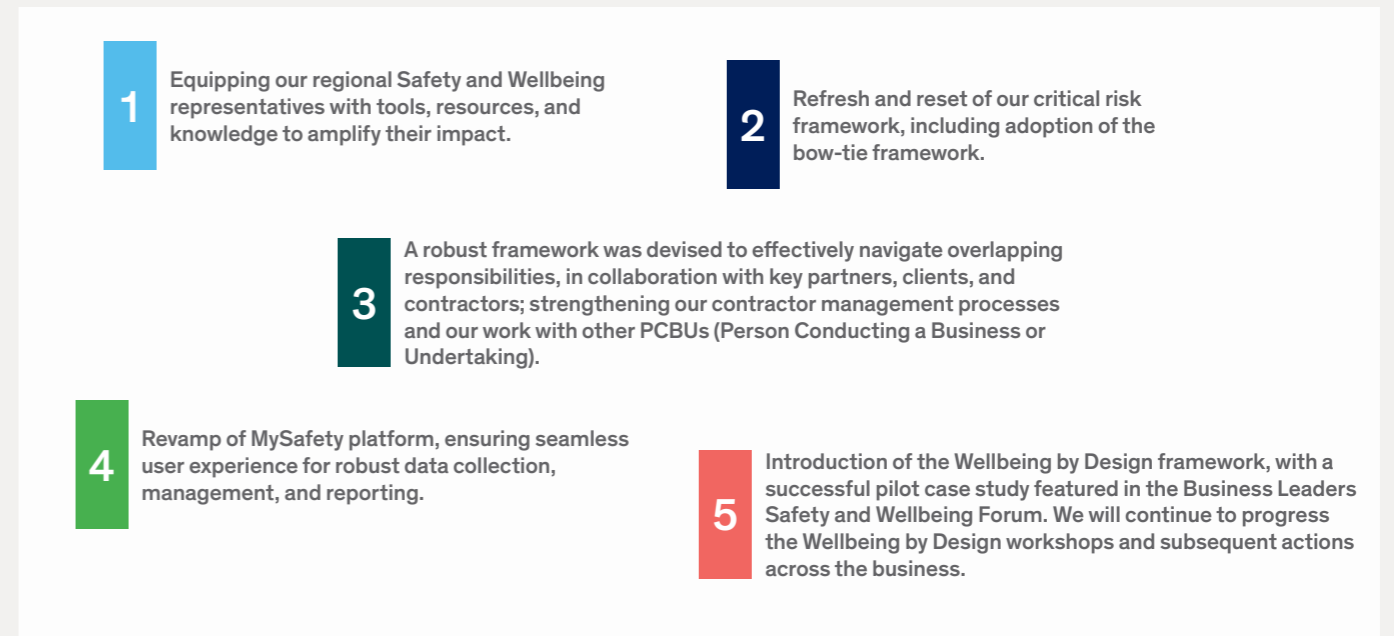 1
Equipping our regional Safety and Wellbeing
representatives with tools, resources, and
knowledge to amplify their impact.
2
Refresh and reset of our critical risk
framework, including adoption of the
bow-tie framework.
3
A robust framework was devised to effectively navigate overlapping
responsibilities, in collaboration with key partners, clients, and
contractors; strengthening our contractor management processes
and our work with other PCBUs (Person Conducting a Business or
Undertaking).
4
Revamp of MySafety platform, ensuring seamless
user experience for robust data collection,
management, and reporting.
5
Introduction of the Wellbeing by Design framework, with a
successful pilot case study featured in the Business Leaders
Safety and Wellbeing Forum. We will continue to progress
the Wellbeing by Design workshops and subsequent actions
across the business.